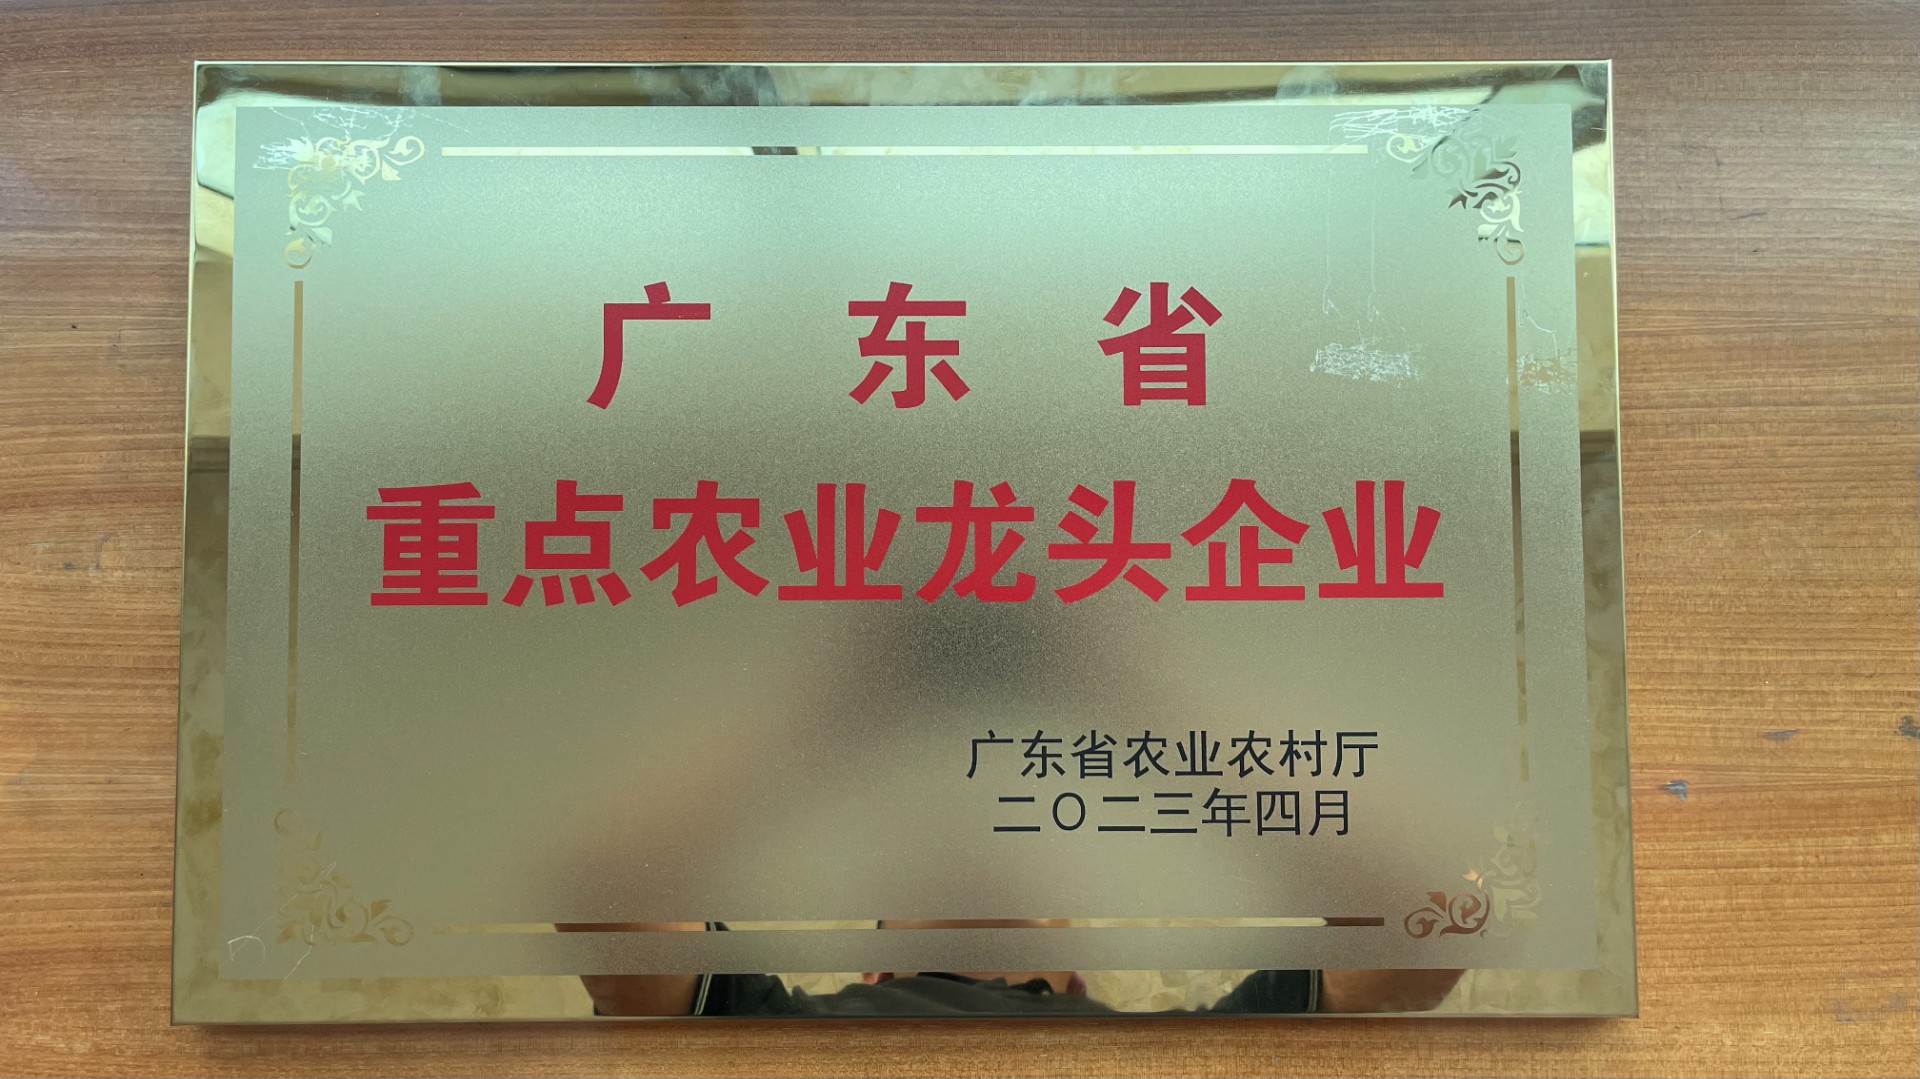 广东省
重点农业龙头企业
广东省农业农村厅
二〇二三年四月